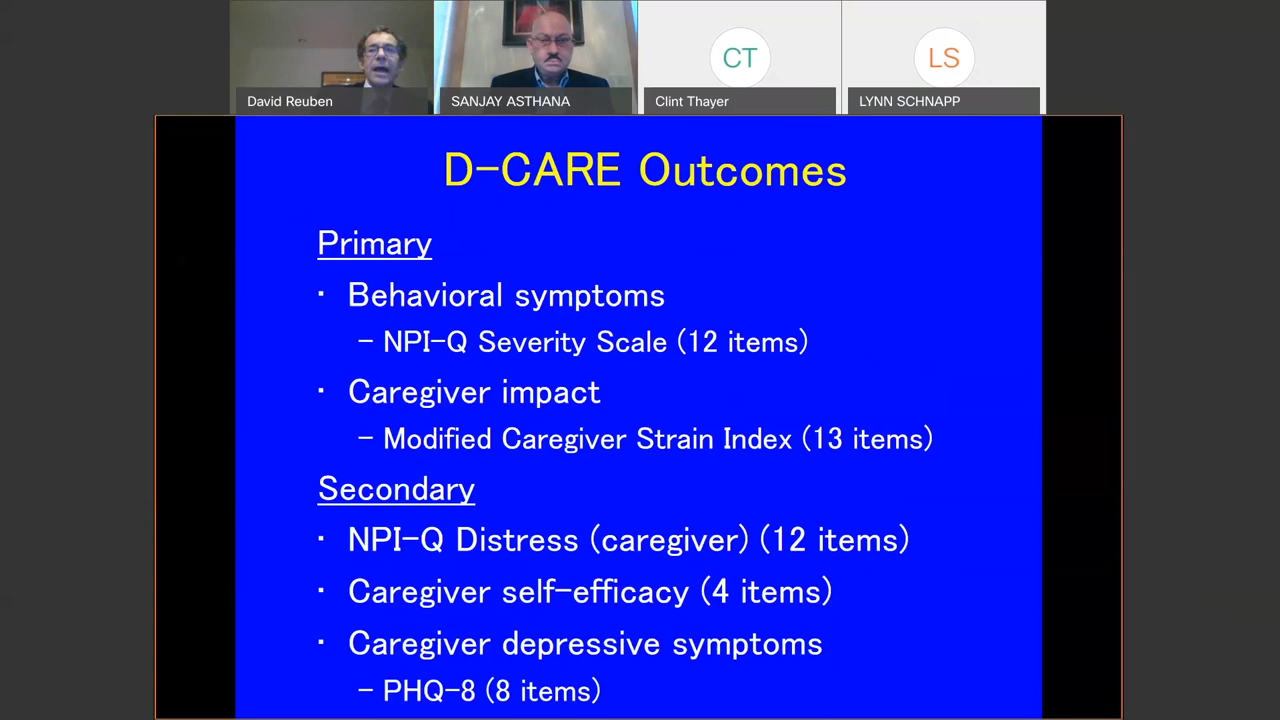 CT
LS
David Reuben
SANJAY ASTHANA
Clint Thayer
LYNN SCHNAPP
D-CARE Outcomes
Primary
· Behavioral symptoms
- NPI-Q Severity Scale (12 items)
· Caregiver impact
- Modified Caregiver Strain Index (13 items)
Secondary
· NPI-Q Distress (caregiver) (12 items)
· Caregiver self-efficacy (4 items)
· Caregiver depressive symptoms
- PHQ-8 (8 items)